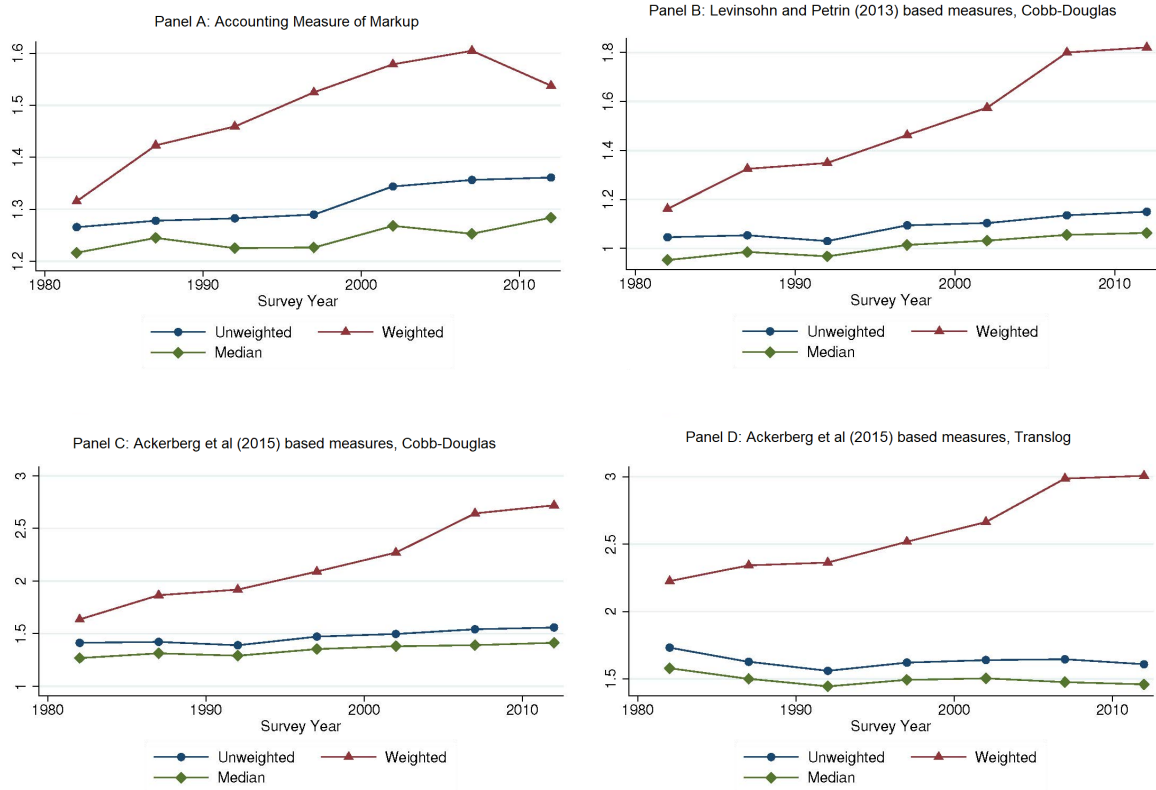 Panel A: Accounting Measure of Markup
1.6
1.5
1.4
1.3
1.2
1980 1990 2000 2010
Survey Year
Unweighted Weighted
Median
Panel B: Levinsohn and Petrin (2013) based measures, Cobb-Douglas
1.8
1.6
1.4
1.2
1
1980 1990 2000 2010
Survey Year
Unweighted Weighted
Median
Panel C: Ackerberg et al (2015) based measures, Cobb-Douglas
3
2.5
2
1.5
1
1980 1990 2000 2010
Survey Year
Unweighted Weighted
Median
Panel D: Ackerberg et al (2015) based measures, Translog
3
2.5
2
1.5
1980 1990 2000 2010
Survey Year
Unweighted Weighted
Median